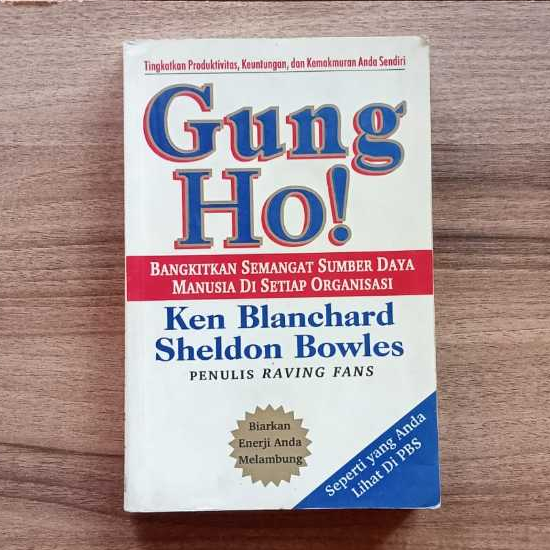 Tingkatkan Produktivitas, Keuntungan, dan Kemakmuran Anda Sendiri
Gung
Ho!
BANGKITKAN SEMANGAT SUMBER DAYA
MANUSIA DI SETIAP ORGANISASI
Ken Blanchard
Sheldon Bowles
PENULIS RAVING FANS
Biarkan
Enerji Anda
Melambung
Seperti yang Anda
Lihat Di PBS